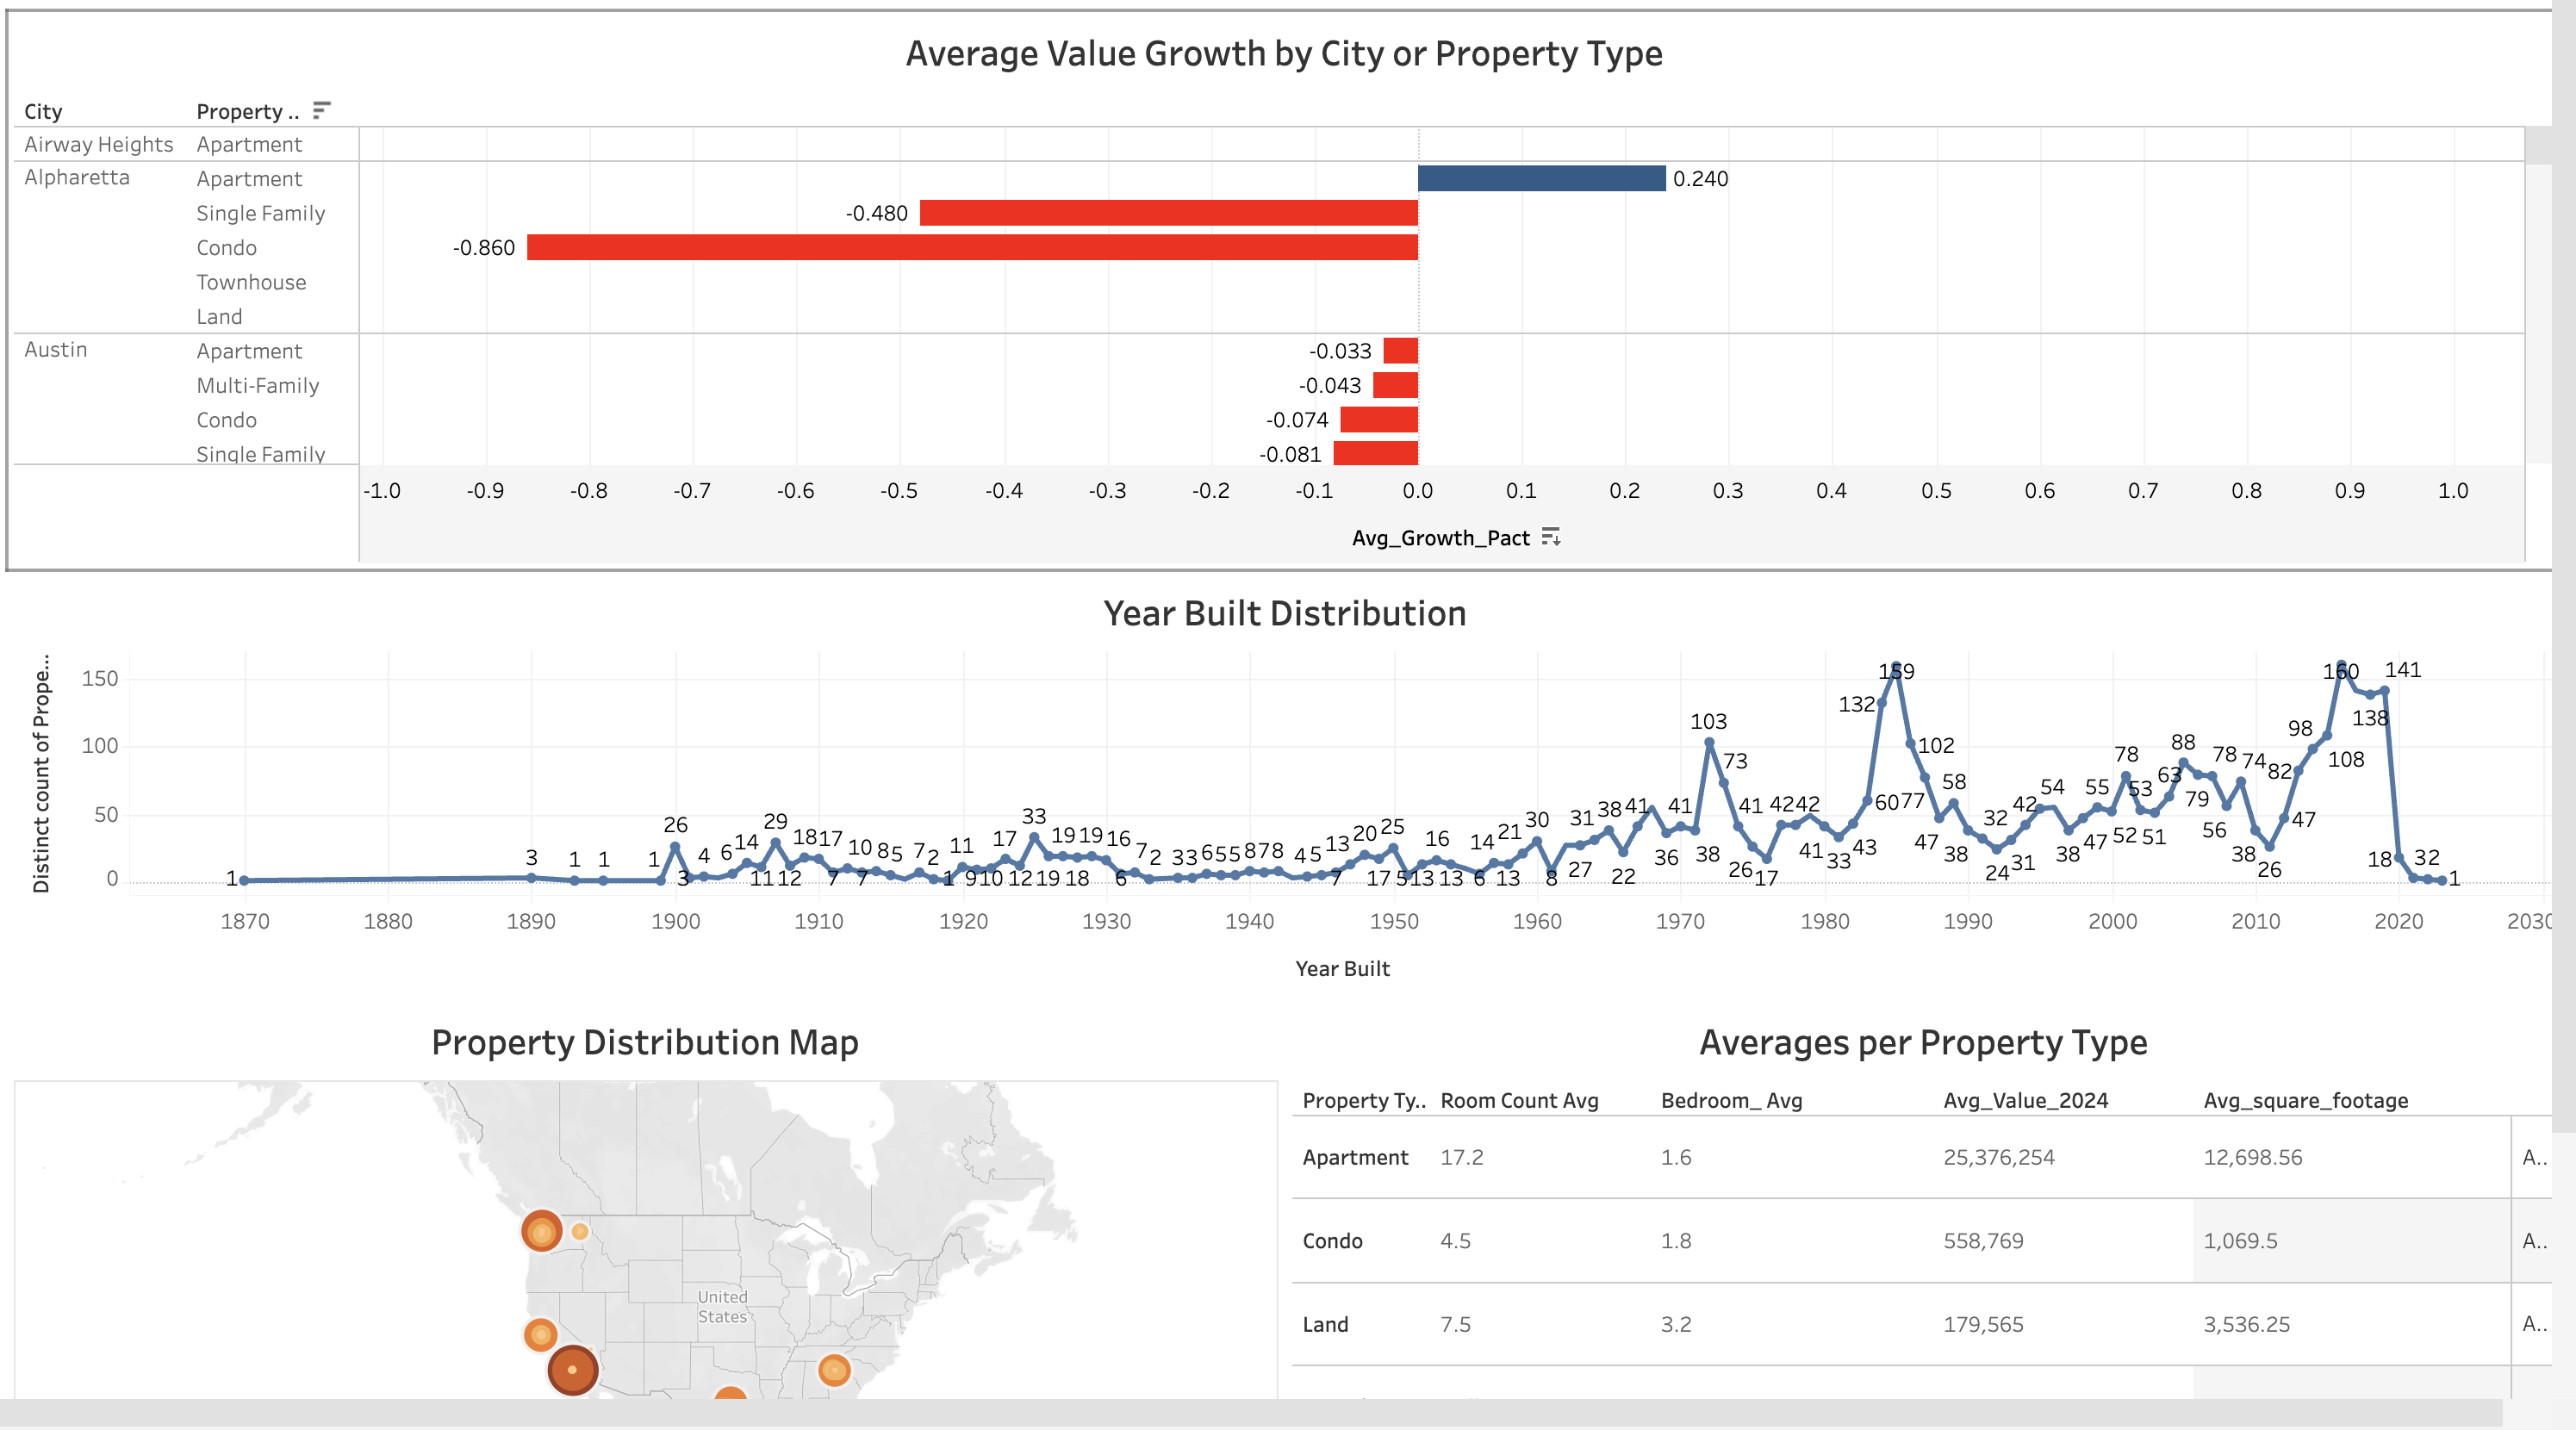 Average Value Growth by City or Property Type
City Property ..
Airway Heights Apartment
Alpharetta Apartment 0.240
Single Family -0.480
Condo -0.860
Townhouse
Land
Austin Apartment -0.033
Multi-Family -0.043
Condo -0.074
Single Family -0.081
-1.0 -0.9 -0.8 -0.7 -0.6 -0.5 -0.4 -0.3 -0.2 -0.1 0.0 0.1 0.2 0.3 0.4 0.5 0.6 0.7 0.8 0.9 1.0
Avg_Growth_Pact
Year Built Distribution
Distinct count of Prope...
150
100
50
0
1 3 1 1 1 26 3 4 6 14 11 29 12 18 17 7 10 7 8 5 7 2 1 11 9 10 17 12 33 19 19 18 19 16 6 7 2 3 3 6 5 5 8 7 8 4 5 7 13 20 17 25 5 13 16 13 6 14 13 21 30 8 27 31 38 22 41 36 41 38 103 73 41 26 17 42 42 41 33 43 60 132 159 102 77 47 58 38 32 24 31 42 54 38 47 55 52 78 53 51 63 88 79 78 56 74 38 26 47 82 98 108 160 138 141 18 3 2 1
1870 1880 1890 1900 1910 1920 1930 1940 1950 1960 1970 1980 1990 2000 2010 2020 2030
Year Built
Property Distribution Map
United
States
Averages per Property Type
Property Ty.. Room Count Avg Bedroom_ Avg Avg_Value_2024 Avg_square_footage
Apartment 17.2 1.6 25,376,254 12,698.56 A..
Condo 4.5 1.8 558,769 1,069.5 A..
Land 7.5 3.2 179,565 3,536.25 A..